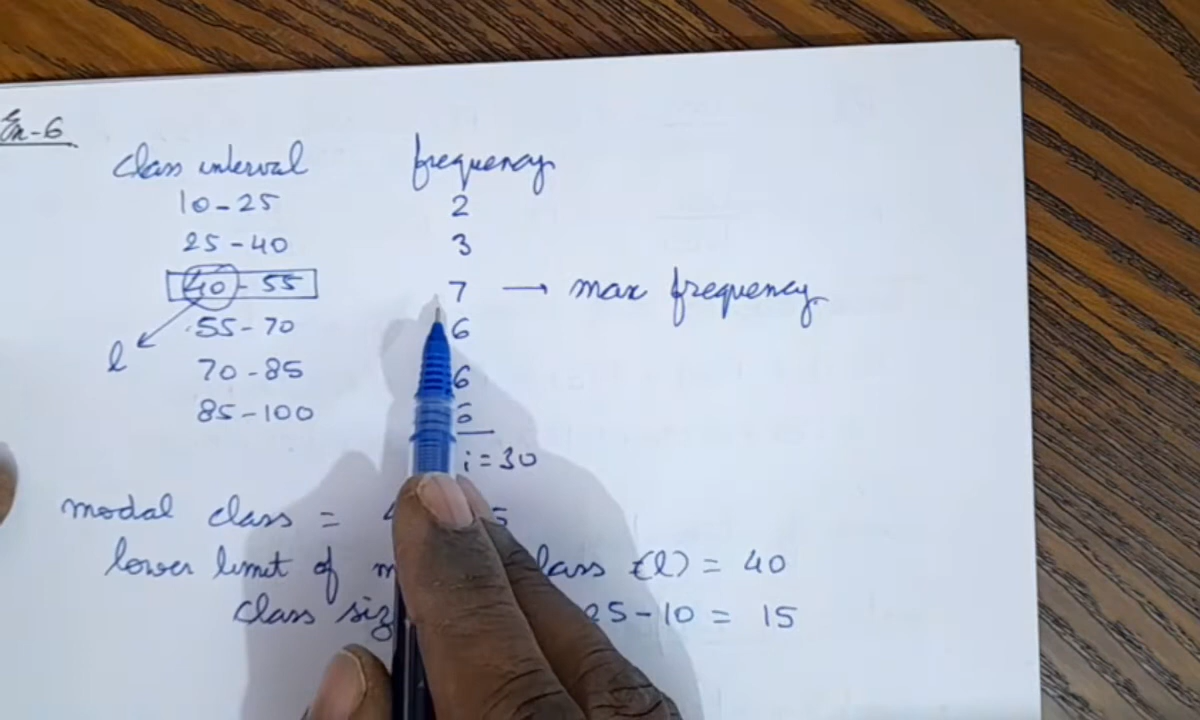 Ex-6
class interval frequency
10-25 2
25-40 3
40-55 7 → max frequency
55-70 6
l
70-85 6
85-100
i=30
modal class =
lower limit of class (l) = 40
class 25-10 = 15